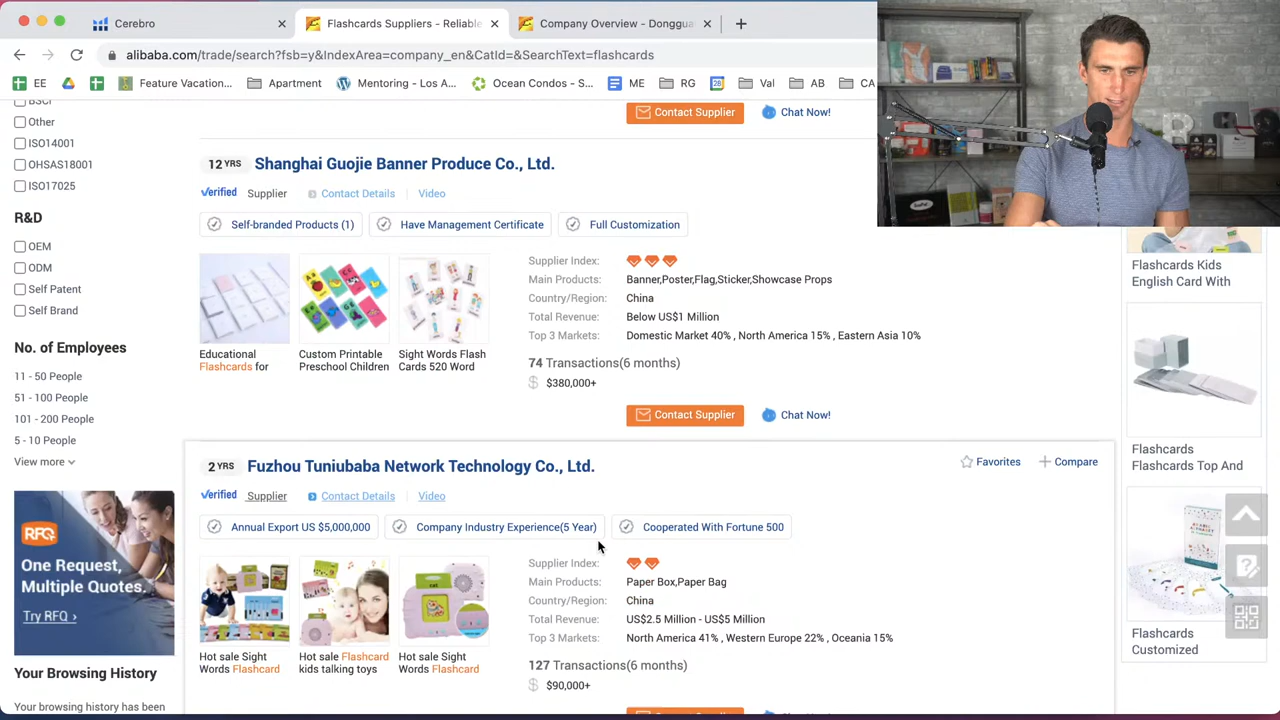 Cerebro
Flashcards Suppliers - Reliable
Company Overview - Donggua
alibaba.com/trade/search?fsb=y&IndexArea=company_en&CatId=&SearchText=flashcards
EE
Feature Vacation...
Apartment
Mentoring - Los A...
Ocean Condos - S...
ME
RG
28
Val
AB
CA
BSCI
Other
ISO14001
OHSAS18001
ISO17025
R&D
OEM
ODM
Self Patent
Self Brand
No. of Employees
11 - 50 People
51 - 100 People
101 - 200 People
5 - 10 People
View more
RFQ
One Request,
Multiple Quotes.
Try RFQ >
Your Browsing History
Your browsing history has been
Contact Supplier
Chat Now!
12 YRS
Shanghai Guojie Banner Produce Co., Ltd.
Verified Supplier
Contact Details
Video
Self-branded Products (1)
Have Management Certificate
Full Customization
Educational
Flashcards for
Custom Printable
Preschool Children
Sight Words Flash
Cards 520 Word
Supplier Index:
Main Products: Banner,Poster,Flag,Sticker,Showcase Props
Country/Region: China
Total Revenue: Below US$1 Million
Top 3 Markets: Domestic Market 40% , North America 15% , Eastern Asia 10%
74 Transactions(6 months)
$380,000+
Contact Supplier
Chat Now!
2 YRS
Fuzhou Tuniubaba Network Technology Co., Ltd.
Favorites
Compare
Verified Supplier
Contact Details
Video
Annual Export US $5,000,000
Company Industry Experience(5 Year)
Cooperated With Fortune 500
Hot sale Sight
Words Flashcard
Hot sale Flashcard
kids talking toys
Hot sale Sight
Words Flashcard
Supplier Index:
Main Products: Paper Box,Paper Bag
Country/Region: China
Total Revenue: US$2.5 Million - US$5 Million
Top 3 Markets: North America 41% , Western Europe 22% , Oceania 15%
127 Transactions(6 months)
$90,000+
Flashcards Kids
English Card With
Flashcards
Flashcards Top And
Flashcards
Customized